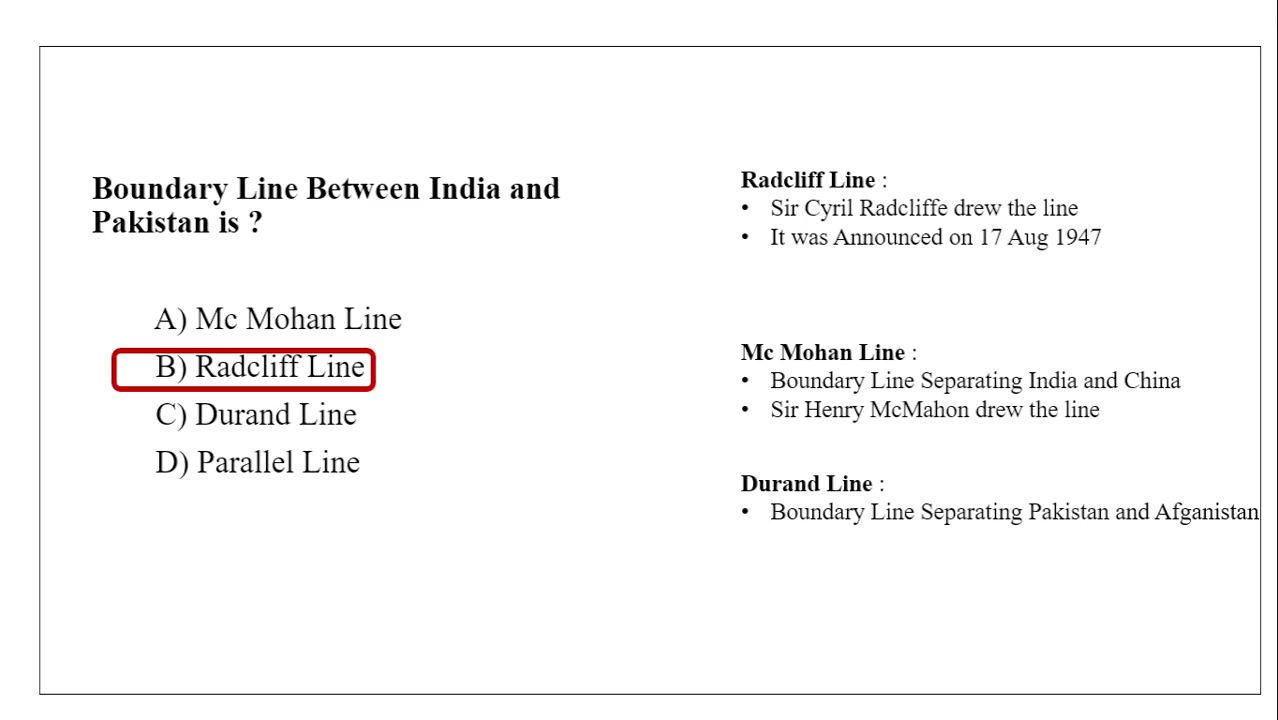 Boundary Line Between India and
Pakistan is ?
A) Mc Mohan Line
B) Radcliff Line
C) Durand Line
D) Parallel Line
Radcliff Line :
• Sir Cyril Radcliffe drew the line
• It was Announced on 17 Aug 1947
Mc Mohan Line :
• Boundary Line Separating India and China
• Sir Henry McMahon drew the line
Durand Line :
• Boundary Line Separating Pakistan and Afganistan